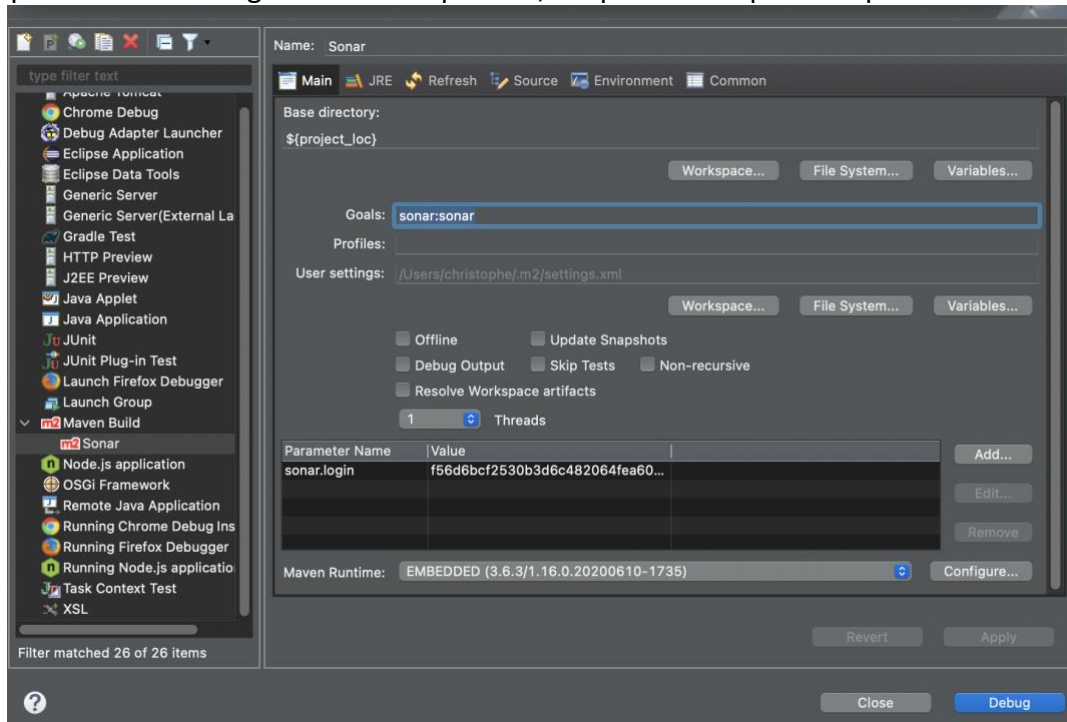 Name: Sonar
type filter text
Apache Tomcat
Chrome Debug
Debug Adapter Launcher
Eclipse Application
Eclipse Data Tools
Generic Server
Generic Server(External La
Gradle Test
HTTP Preview
J2EE Preview
Java Applet
Java Application
JUnit
JUnit Plug-in Test
Launch Firefox Debugger
Launch Group
Maven Build
Sonar
Node.js application
OSGi Framework
Remote Java Application
Running Chrome Debug Ins
Running Firefox Debugger
Running Node.js applicatio
Task Context Test
XSL
Filter matched 26 of 26 items
Main JRE Refresh Source Environment Common
Base directory:
${project_loc}
Workspace... File System... Variables...
Goals: sonar:sonar
Profiles:
User settings: /Users/christophe/.m2/settings.xml
Workspace... File System... Variables...
Offline Update Snapshots
Debug Output Skip Tests Non-recursive
Resolve Workspace artifacts
1 Threads
Parameter Name Value
sonar.login f56d6bcf2530b3d6c482064fea60...
Add...
Edit...
Remove
Maven Runtime: EMBEDDED (3.6.3/1.16.0.20200610-1735) Configure...
Revert Apply
Close Debug